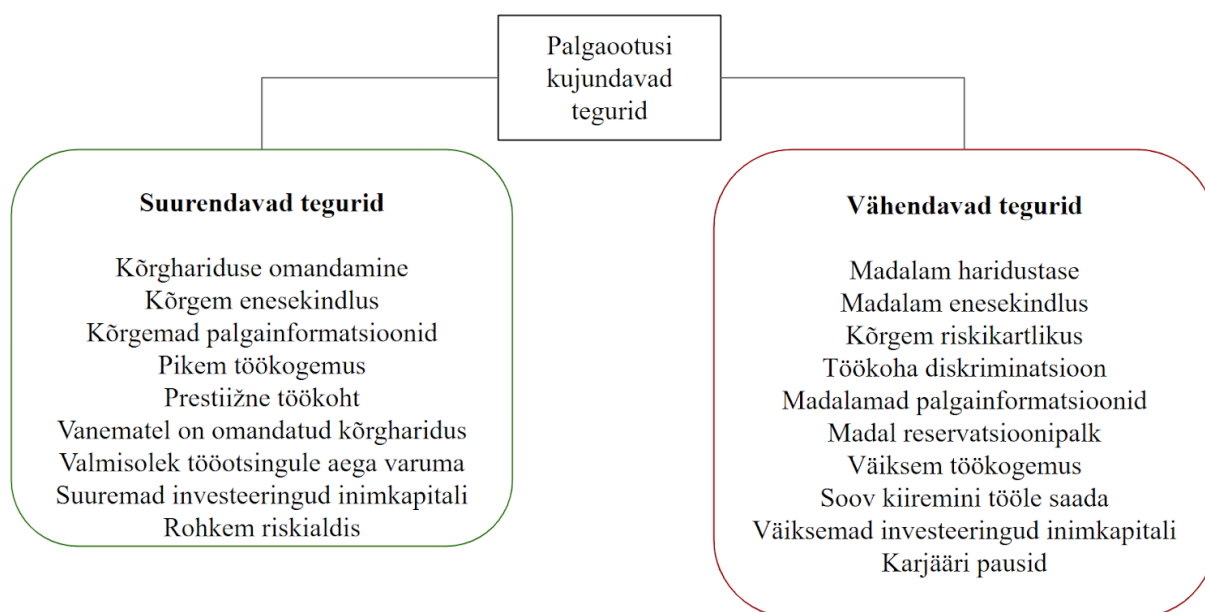 Palgaootusi
kujundavad
tegurid
Suurendavad tegurid
Kõrghariduse omandamine
Kõrgem enesekindlus
Kõrgemad palgainformatsioonid
Pikem töökogemus
Prestiižne töökoht
Vanematel on omandatud kõrgharidus
Valmisolek tööotsingule aega varuma
Suuremad investeeringud inimkapitali
Rohkem riskialdis
Vähendavad tegurid
Madalam haridustase
Madalam enesekindlus
Kõrgem riskikartlikus
Töökoha diskriminatsioon
Madalamad palgainformatsioonid
Madal reservatsioonipalk
Väiksem töökogemus
Soov kiiremini tööle saada
Väiksemad investeeringud inimkapitali
Karjääri pausid